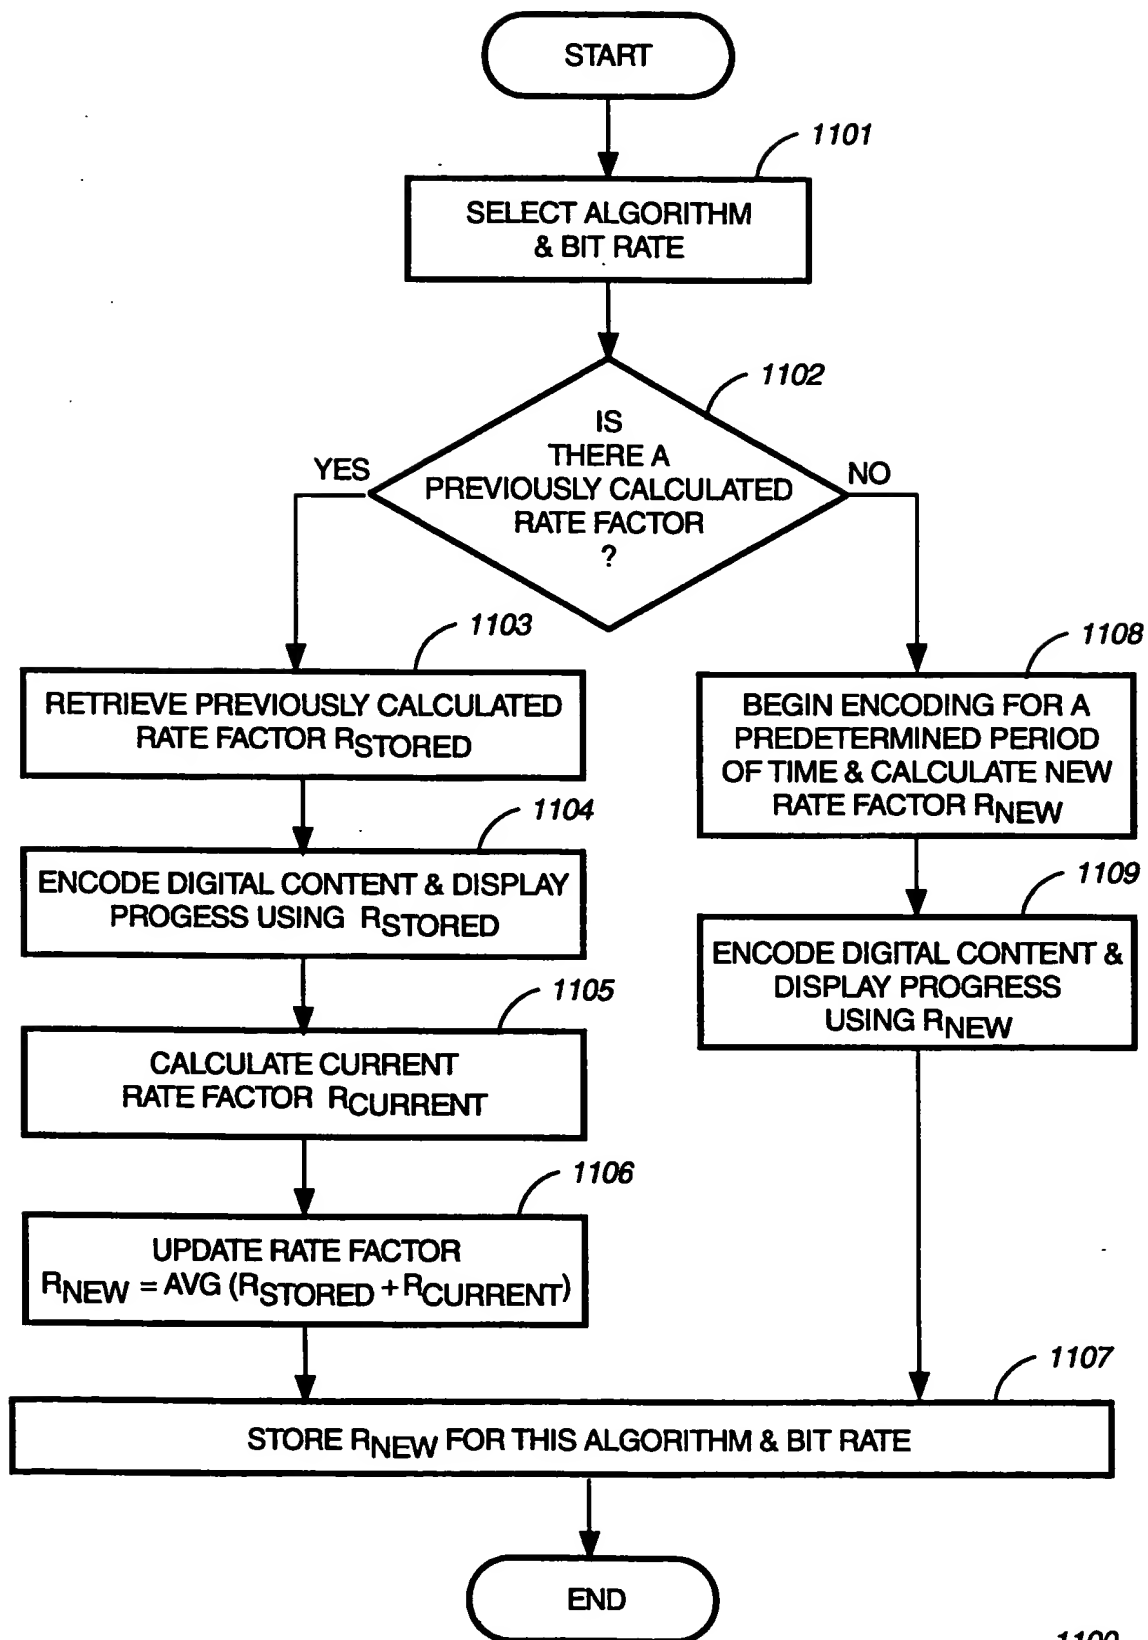 START
1101
SELECT ALGORITHM
& BIT RATE
1102
IS
THERE A
PREVIOUSLY CALCULATED
RATE FACTOR
?
YES
NO
1103
RETRIEVE PREVIOUSLY CALCULATED
RATE FACTOR RSTORED
1104
ENCODE DIGITAL CONTENT & DISPLAY
PROGESS USING RSTORED
1105
CALCULATE CURRENT
RATE FACTOR RCURRENT
1106
UPDATE RATE FACTOR
RNEW = AVG (RSTORED + RCURRENT)
1108
BEGIN ENCODING FOR A
PREDETERMINED PERIOD
OF TIME & CALCULATE NEW
RATE FACTOR RNEW
1109
ENCODE DIGITAL CONTENT &
DISPLAY PROGRESS
USING RNEW
1107
STORE RNEW FOR THIS ALGORITHM & BIT RATE
END